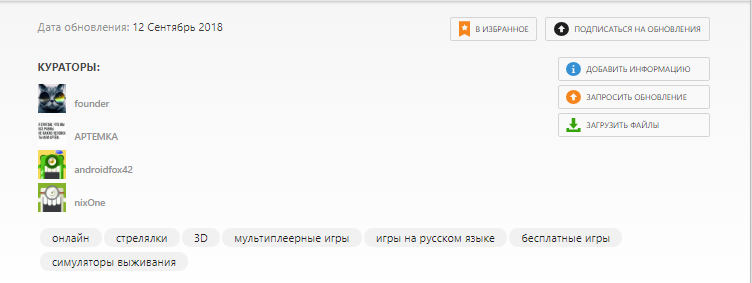 Дата обновления: 12 Сентябрь 2018
В ИЗБРАННОЕ
ПОДПИСАТЬСЯ НА ОБНОВЛЕНИЯ
КУРАТОРЫ:
ДОБАВИТЬ ИНФОРМАЦИЮ
founder
ЗАПРОСИТЬ ОБНОВЛЕНИЕ
АРТЕМКА
ЗАГРУЗИТЬ ФАЙЛЫ
androidfox42
nixOne
онлайн стрелялки 3D мультиплеерные игры игры на русском языке бесплатные игры
симуляторы выживания